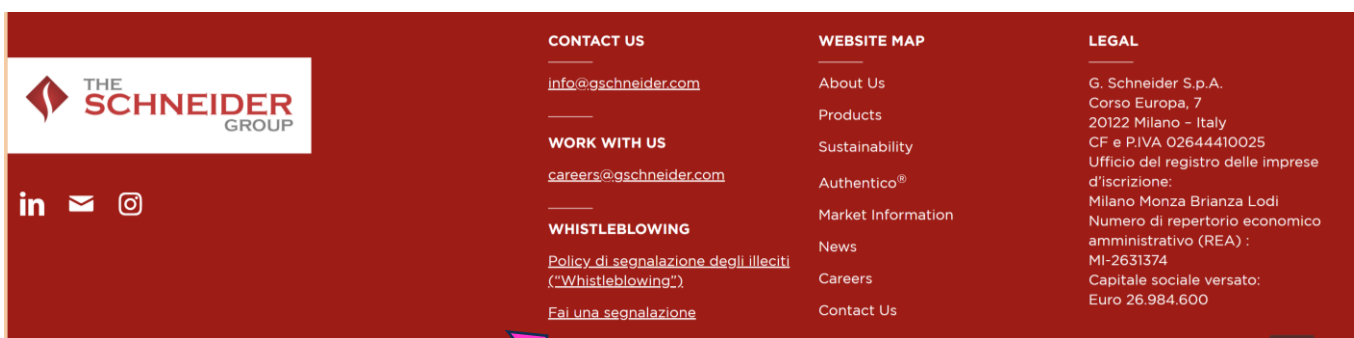 THE
SCHNEIDER
GROUP
CONTACT US
info@gschneider.com
WORK WITH US
careers@gschneider.com
WHISTLEBLOWING
Policy di segnalazione degli illeciti
(“Whistleblowing”)
Fai una segnalazione
WEBSITE MAP
About Us
Products
Sustainability
Authentico®
Market Information
News
Careers
Contact Us
LEGAL
G. Schneider S.p.A.
Corso Europa, 7
20122 Milano – Italy
CF e P.IVA 02644410025
Ufficio del registro delle imprese
d’iscrizione:
Milano Monza Brianza Lodi
Numero di repertorio economico
amministrativo (REA) :
MI-2631374
Capitale sociale versato:
Euro 26.984.600